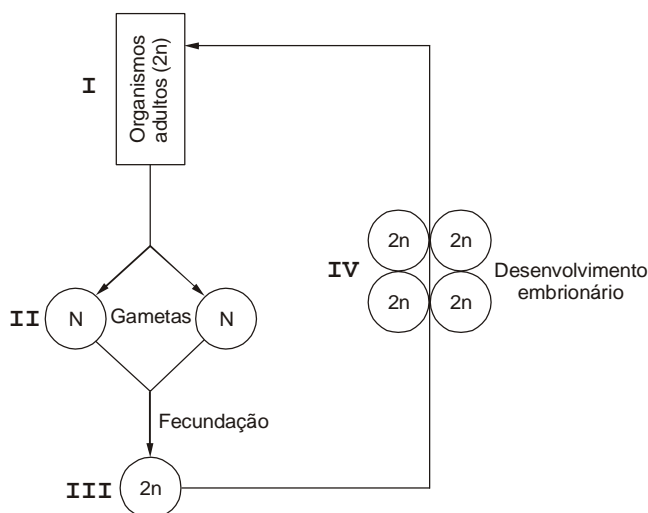 I
Organismos
adultos (2n)
II
N
Gametas
N
Fecundação
III
2n
IV
2n
2n
2n
2n
Desenvolvimento
embrionário